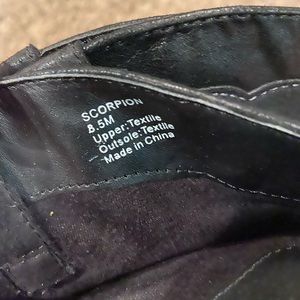 SCORPION
8.5M
Upper:Textile
Outsole:Textile
Made in China